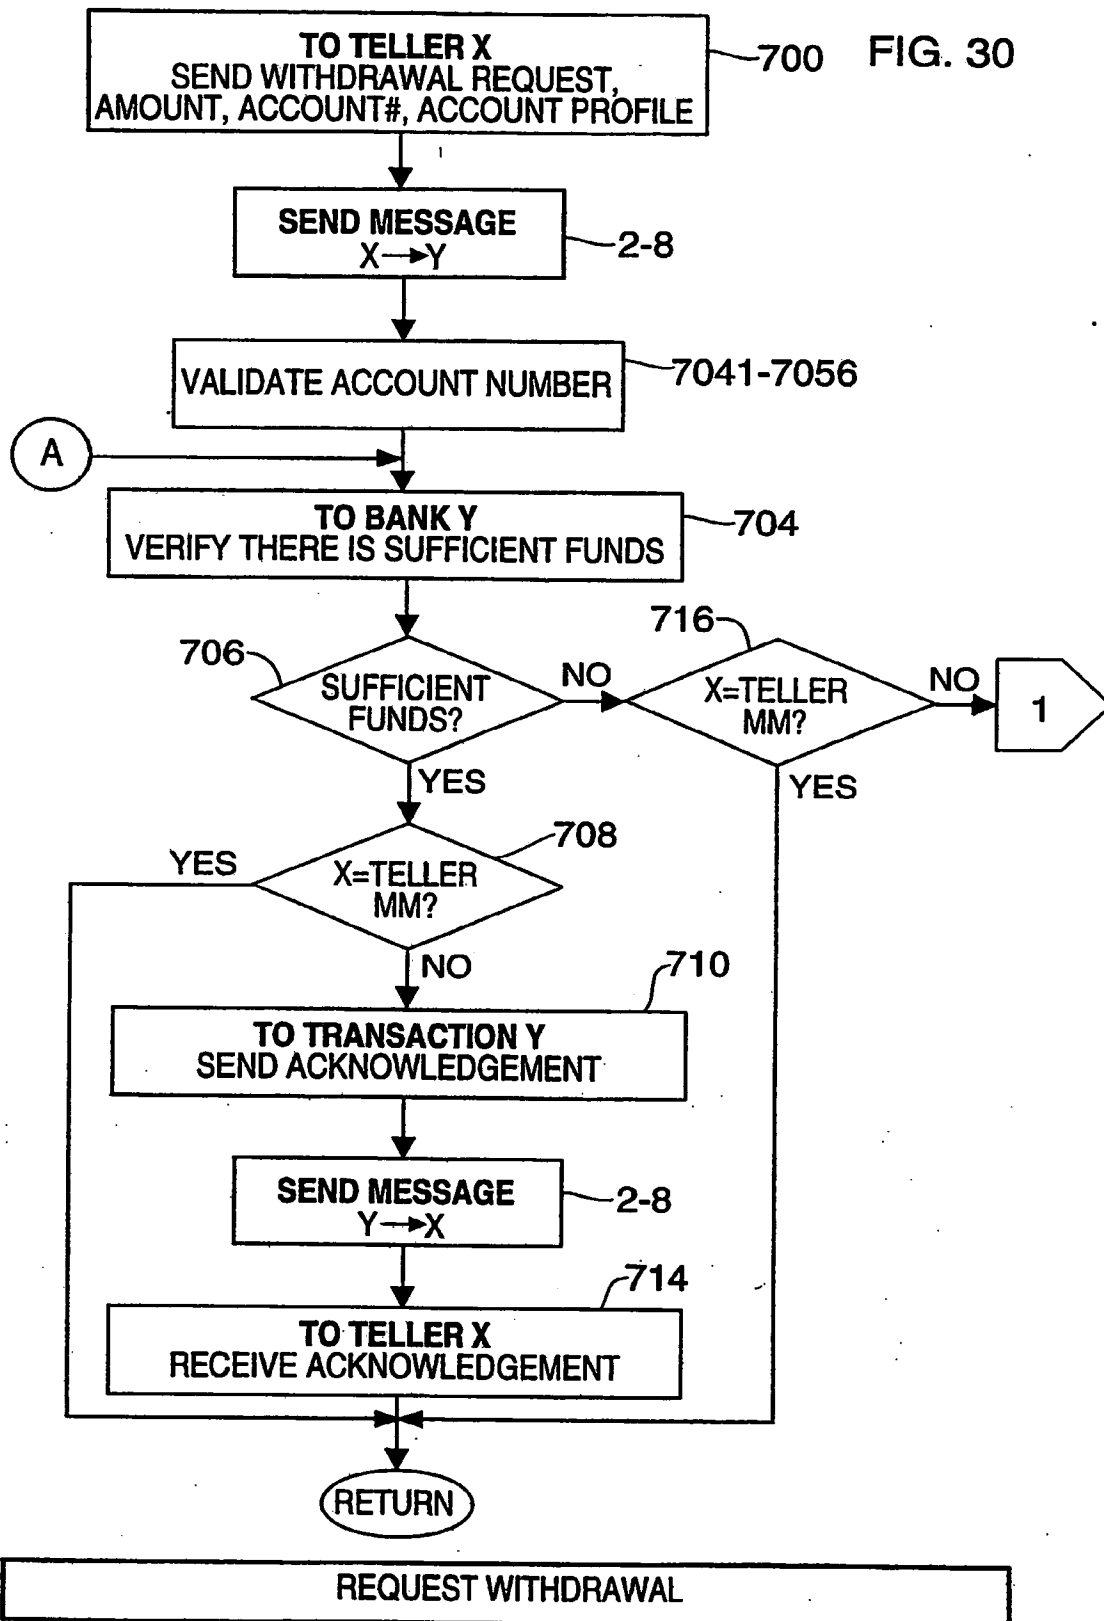 FIG. 30
TO TELLER X
SEND WITHDRAWAL REQUEST,
AMOUNT, ACCOUNT#, ACCOUNT PROFILE
700
SEND MESSAGE
X→Y
2-8
VALIDATE ACCOUNT NUMBER
7041-7056
A
TO BANK Y
VERIFY THERE IS SUFFICIENT FUNDS
704
706
SUFFICIENT
FUNDS?
NO
716
X=TELLER
MM?
NO
1
YES
YES
708
YES
X=TELLER
MM?
NO
710
TO TRANSACTION Y
SEND ACKNOWLEDGEMENT
SEND MESSAGE
Y→X
2-8
714
TO TELLER X
RECEIVE ACKNOWLEDGEMENT
RETURN
REQUEST WITHDRAWAL